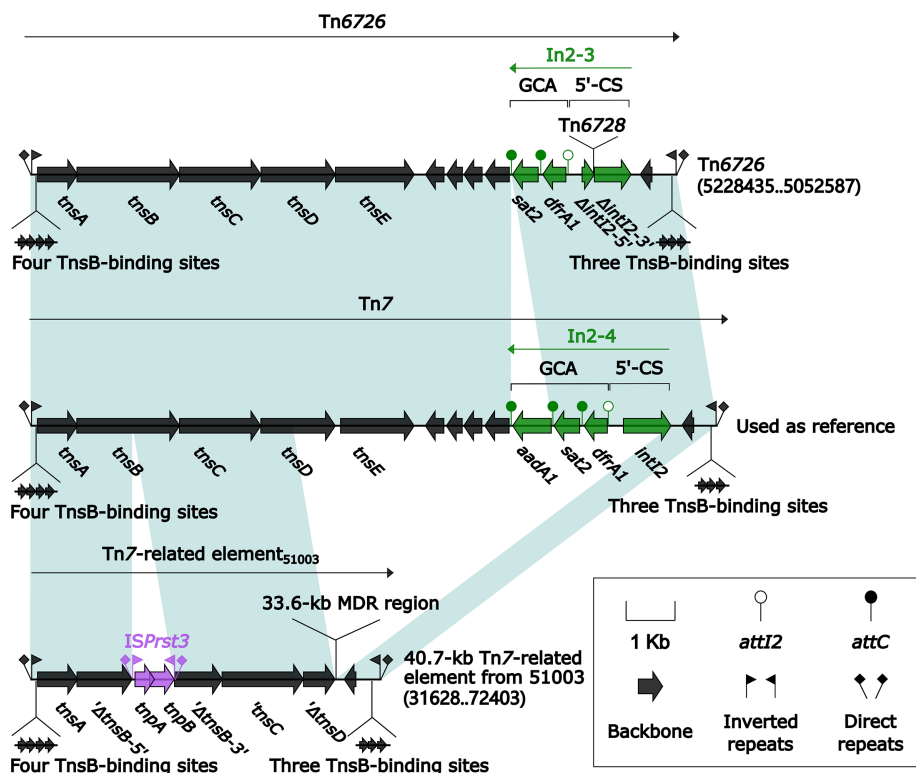 Tn6726
In2-3
GCA 5'-CS
Tn6728
Tn6726
(5228435..5052587)
tnsA tnsB tnsC tnsD tnsE sat2 dfrA1 ΔintI2-5' ΔintI2-3'
Four TnsB-binding sites Three TnsB-binding sites
Tn7
In2-4
GCA 5'-CS
Used as reference
tnsA tnsB tnsC tnsD tnsE aadA1 sat2 dfrA1 intI2
Four TnsB-binding sites Three TnsB-binding sites
Tn7-related element51003
33.6-kb MDR region
ISPrst3
40.7-kb Tn7-related
element from 51003
(31628..72403)
tnsA 'ΔtnsB-5' tnpA tnpB 'ΔtnsB-3' 'tnsC 'ΔtnsD
Four TnsB-binding sites Three TnsB-binding sites
1 Kb attI2 attC
Backbone Inverted repeats Direct repeats